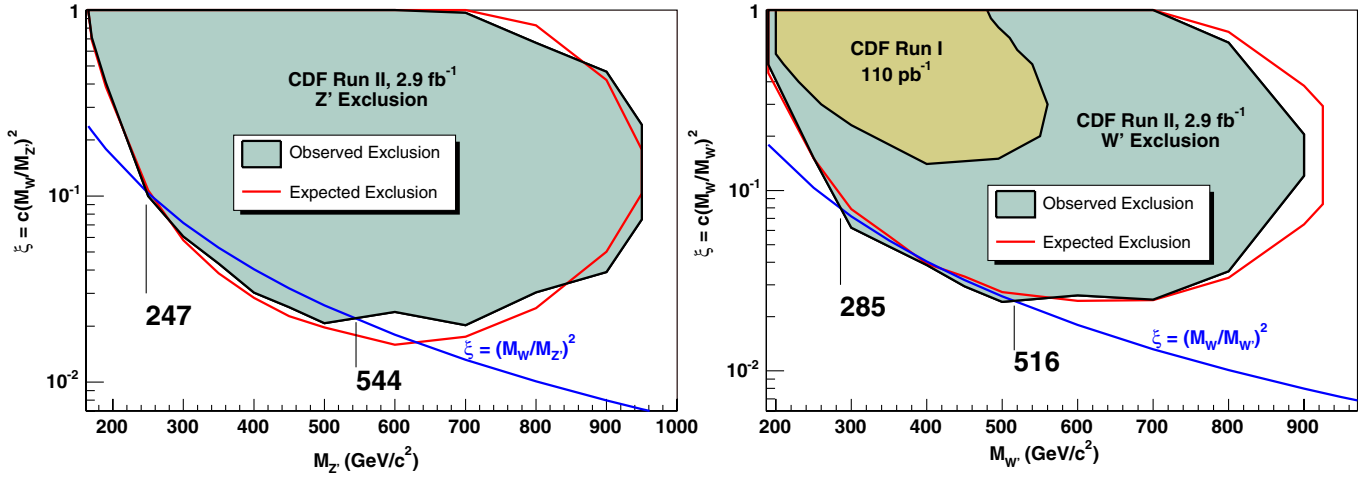 1
10⁻¹
10⁻²
ξ = c(M_W/M_Z')²
CDF Run II, 2.9 fb⁻¹
Z' Exclusion
Observed Exclusion
Expected Exclusion
247
544
ξ = (M_W/M_Z')²
200 300 400 500 600 700 800 900 1000
M_Z' (GeV/c²)
1
10⁻¹
10⁻²
ξ = c(M_W/M_W')²
CDF Run I
110 pb⁻¹
CDF Run II, 2.9 fb⁻¹
W' Exclusion
Observed Exclusion
Expected Exclusion
285
516
ξ = (M_W/M_W')²
200 300 400 500 600 700 800 900
M_W' (GeV/c²)